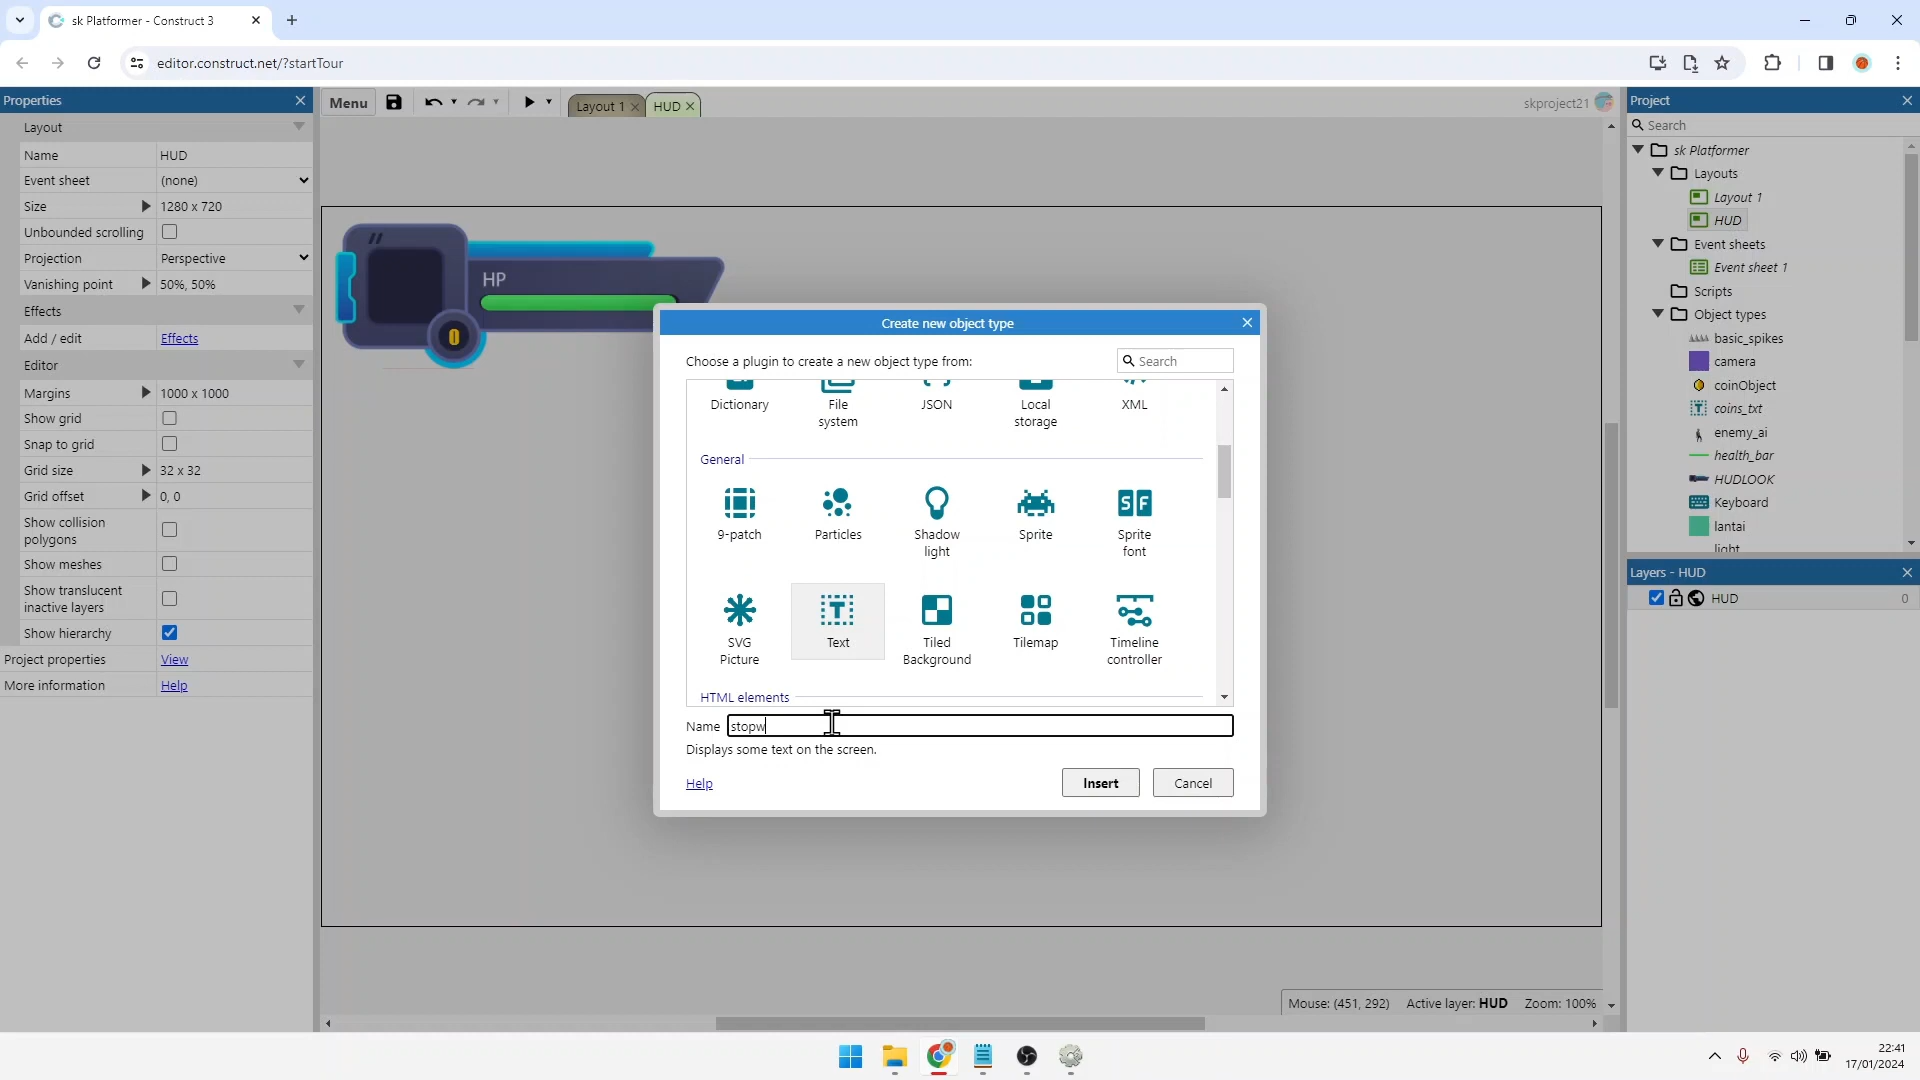 sk Platformer - Construct 3
editor.construct.net/?startTour
Properties
Layout
Name HUD
Event sheet (none)
Size 1280 x 720
Unbounded scrolling
Projection Perspective
Vanishing point 50%, 50%
Effects
Add / edit Effects
Editor
Margins 1000 x 1000
Show grid
Snap to grid
Grid size 32 x 32
Grid offset 0, 0
Show collision
polygons
Show meshes
Show translucent
inactive layers
Show hierarchy
Project properties View
More information Help
Menu
Layout 1
HUD
skproject21
HP
0
Create new object type
Choose a plugin to create a new object type from:
Search
Dictionary
File
system
JSON
Local
storage
XML
General
9-patch
Particles
Shadow
light
Sprite
SF
Sprite
font
SVG
Picture
T
Text
Tiled
Background
Tilemap
Timeline
controller
HTML elements
Name stopw
Displays some text on the screen.
Help
Insert
Cancel
Mouse: (451, 292) Active layer: HUD Zoom: 100%
Project
Search
sk Platformer
Layouts
Layout 1
HUD
Event sheets
Event sheet 1
Scripts
Object types
basic_spikes
camera
coinObject
coins_txt
enemy_ai
health_bar
HUDLOOK
Keyboard
lantai
light
Layers - HUD
HUD 0
22:41
17/01/2024